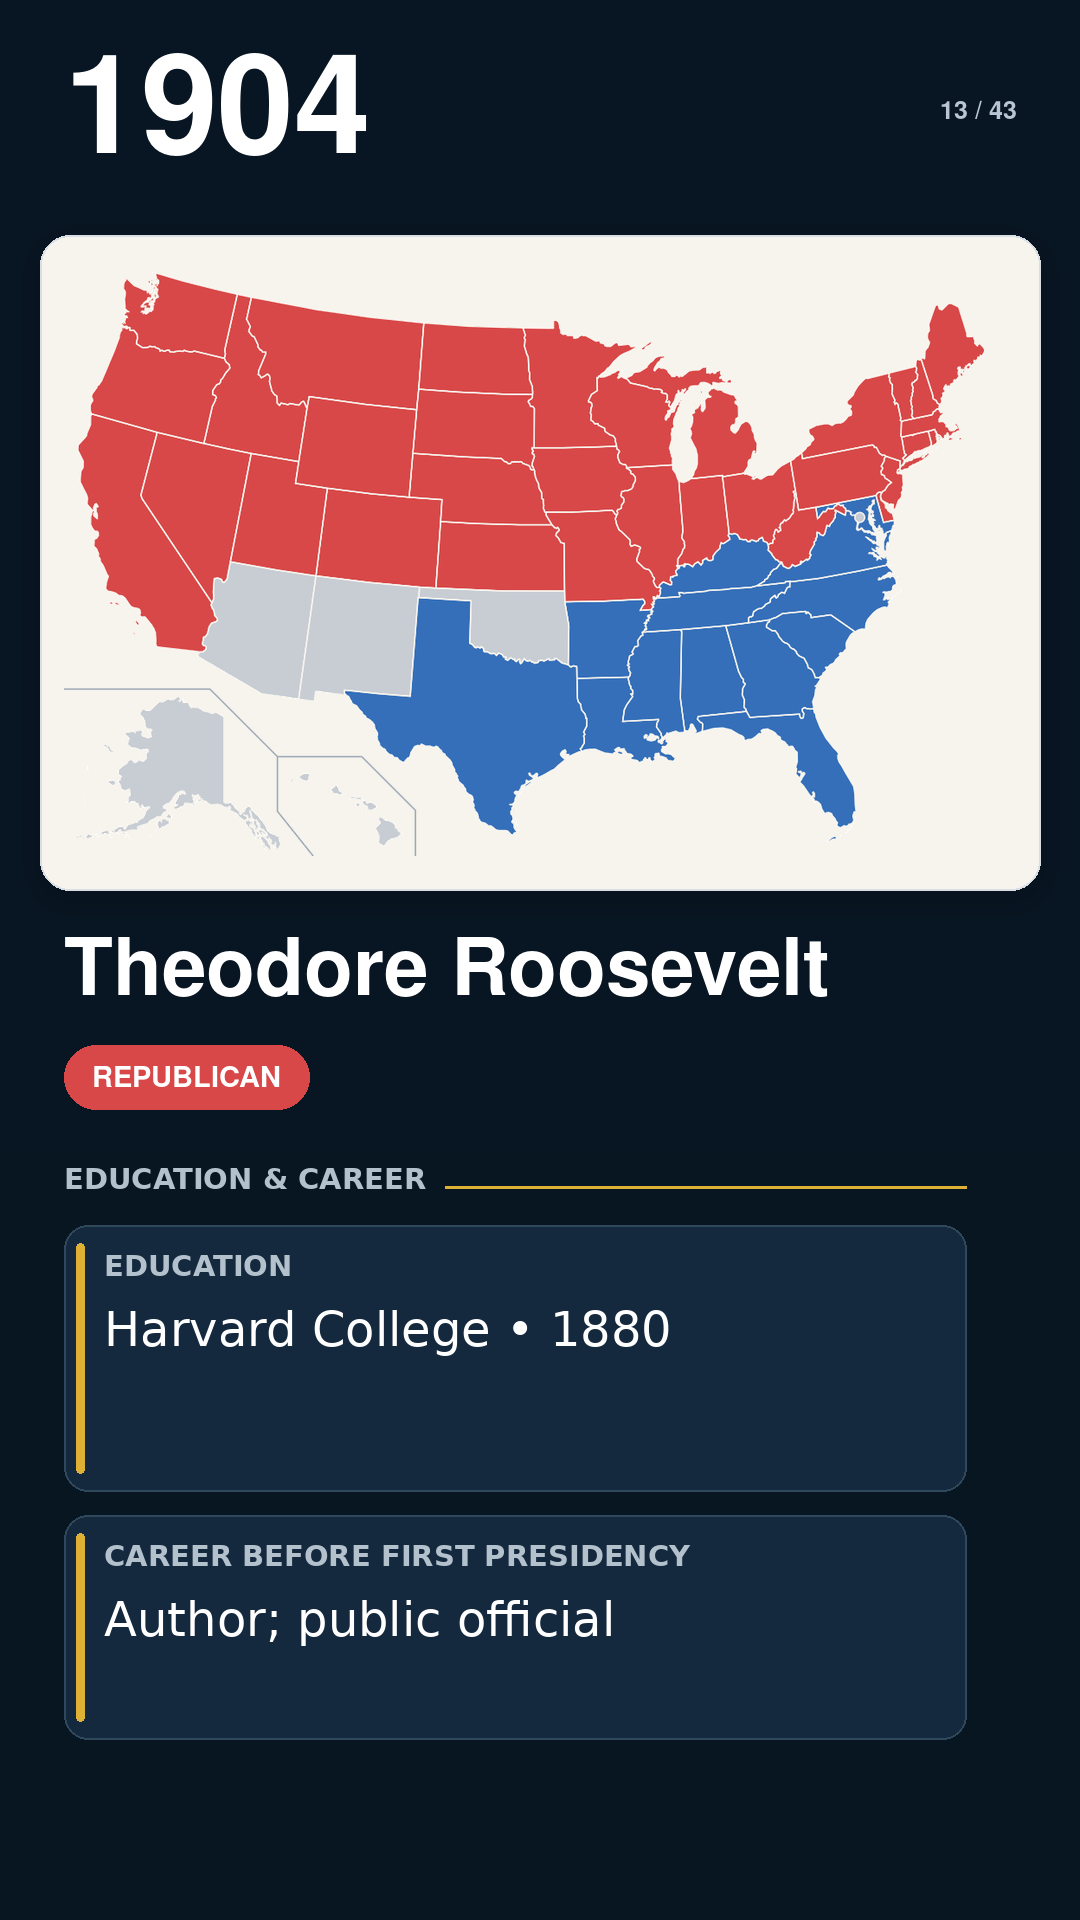 1904
13 / 43
Theodore Roosevelt
REPUBLICAN
EDUCATION & CAREER
EDUCATION
Harvard College • 1880
CAREER BEFORE FIRST PRESIDENCY
Author; public official